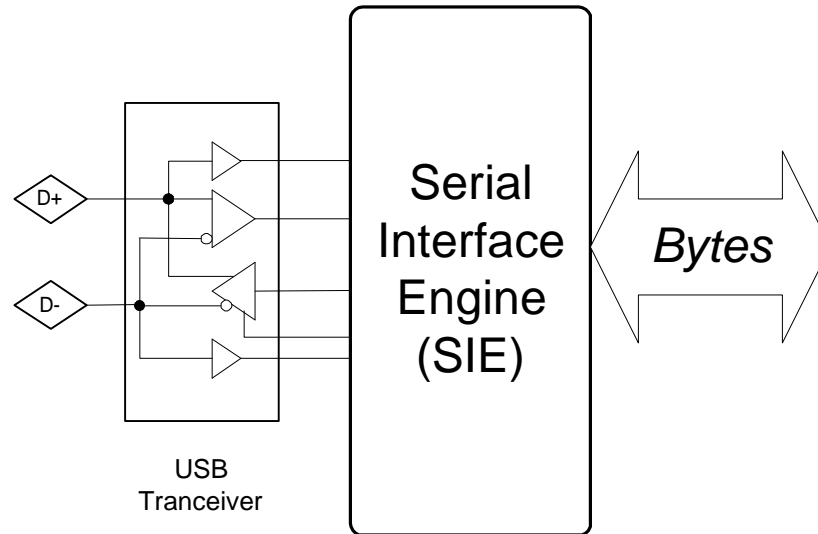 D+
D-
USB
Tranceiver
Serial
Interface
Engine
(SIE)
Bytes